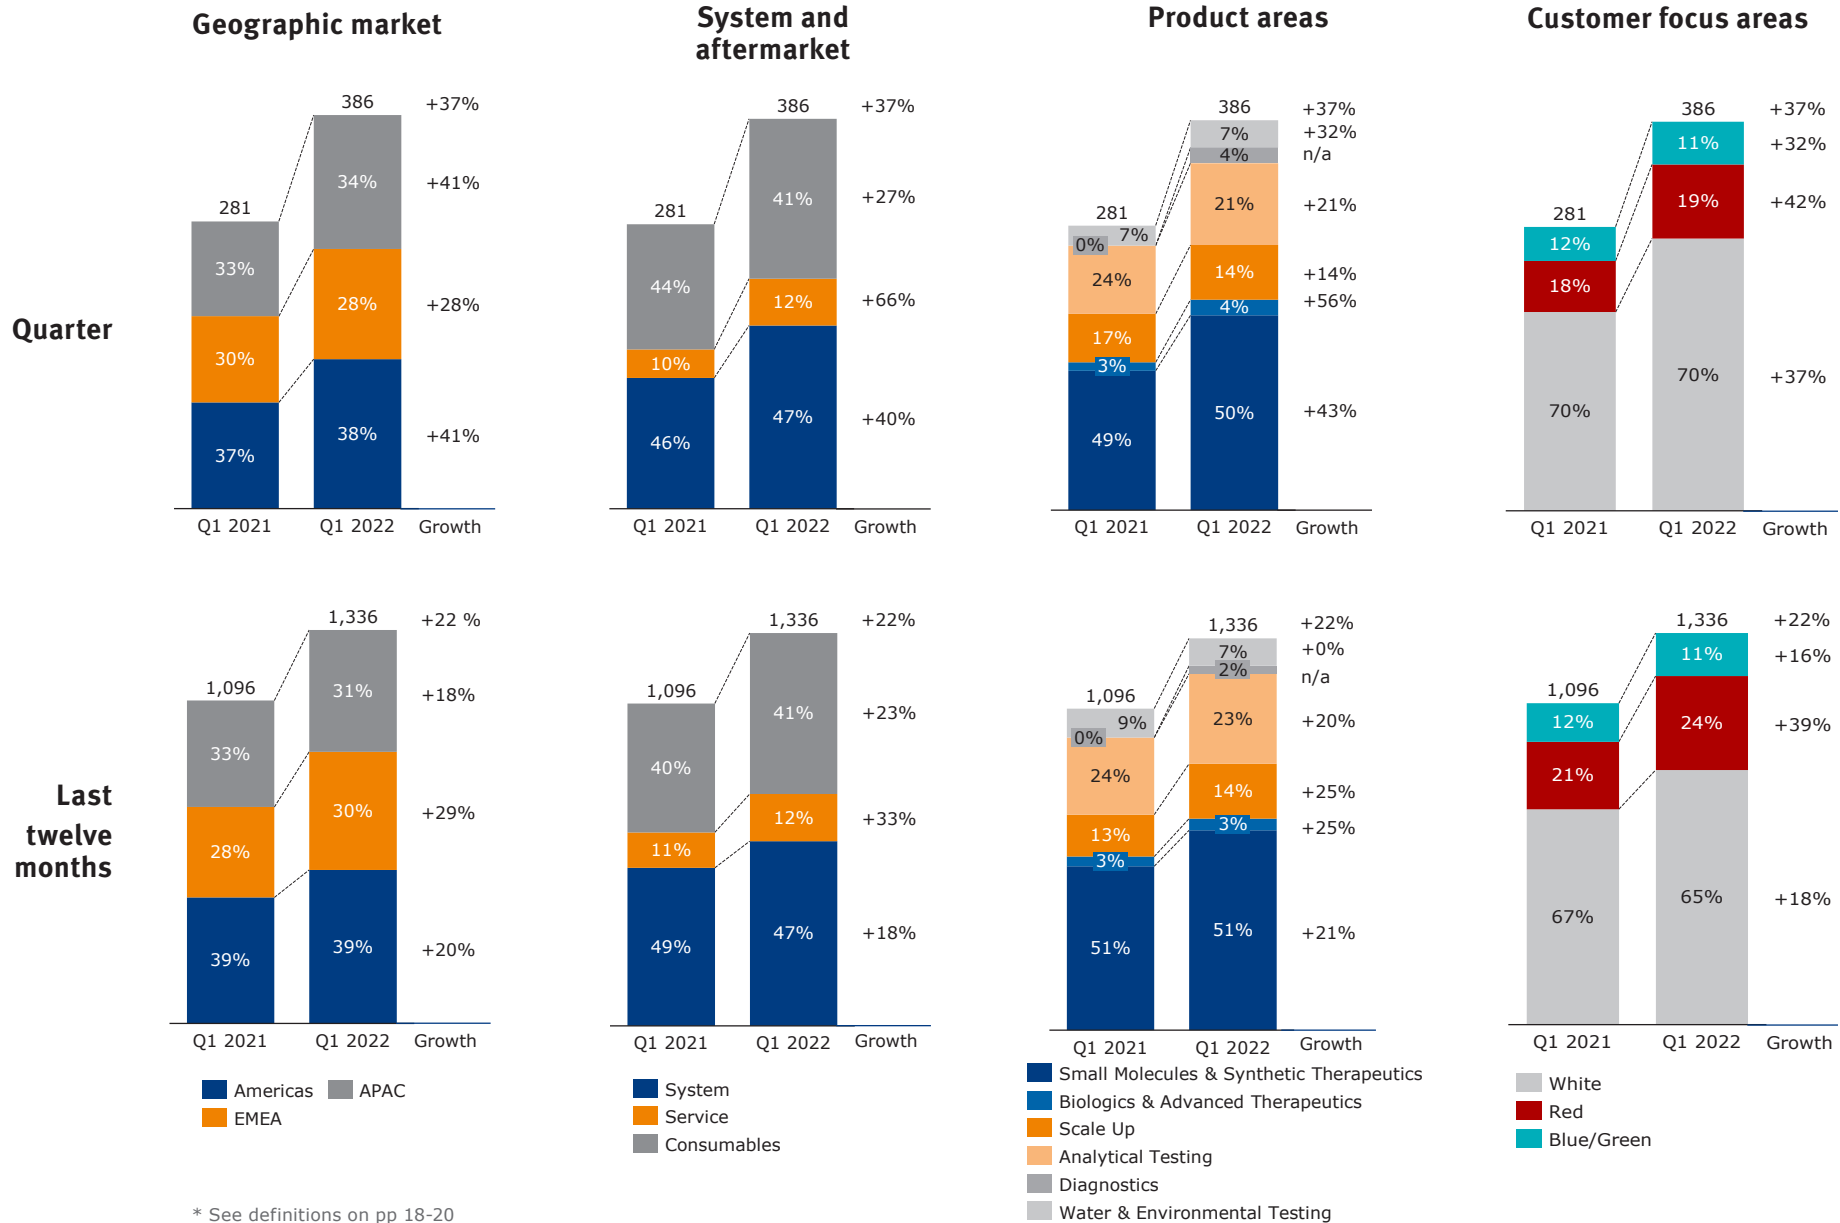 Geographic market
System and
aftermarket
Product areas
Customer focus areas
Quarter
386
+37%
34%
+41%
281
33%
28%
+28%
30%
38%
+41%
37%
Q1 2021
Q1 2022
Growth
386
+37%
41%
+27%
281
44%
12%
+66%
10%
47%
+40%
46%
Q1 2021
Q1 2022
Growth
386
+37%
7%
+32%
4%
n/a
281
7%
0%
21%
+21%
24%
14%
+14%
4%
+56%
17%
3%
50%
+43%
49%
Q1 2021
Q1 2022
Growth
386
+37%
11%
+32%
19%
+42%
281
12%
18%
70%
+37%
70%
Q1 2021
Q1 2022
Growth
Last
twelve
months
1,336
+22 %
31%
+18%
1,096
33%
30%
+29%
28%
39%
+20%
39%
Q1 2021
Q1 2022
Growth
Americas
APAC
EMEA
1,336
+22%
41%
+23%
1,096
40%
12%
+33%
11%
47%
+18%
49%
Q1 2021
Q1 2022
Growth
System
Service
Consumables
1,336
+22%
7%
+0%
2%
n/a
1,096
9%
0%
23%
+20%
24%
14%
+25%
3%
+25%
13%
3%
51%
+21%
51%
Q1 2021
Q1 2022
Growth
Small Molecules & Synthetic Therapeutics
Biologics & Advanced Therapeutics
Scale Up
Analytical Testing
Diagnostics
Water & Environmental Testing
1,336
+22%
11%
+16%
1,096
12%
24%
+39%
21%
65%
+18%
67%
Q1 2021
Q1 2022
Growth
White
Red
Blue/Green
* See definitions on pp 18-20